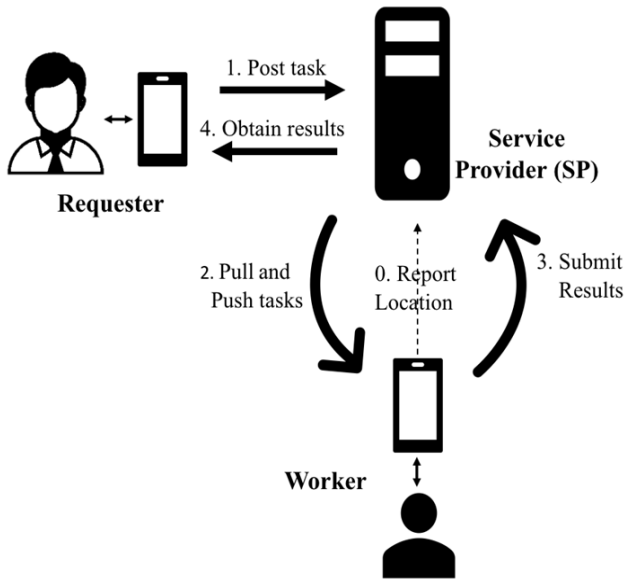 1. Post task
4. Obtain results
Service
Provider (SP)
Requester
2. Pull and
Push tasks
0. Report
Location
3. Submit
Results
Worker